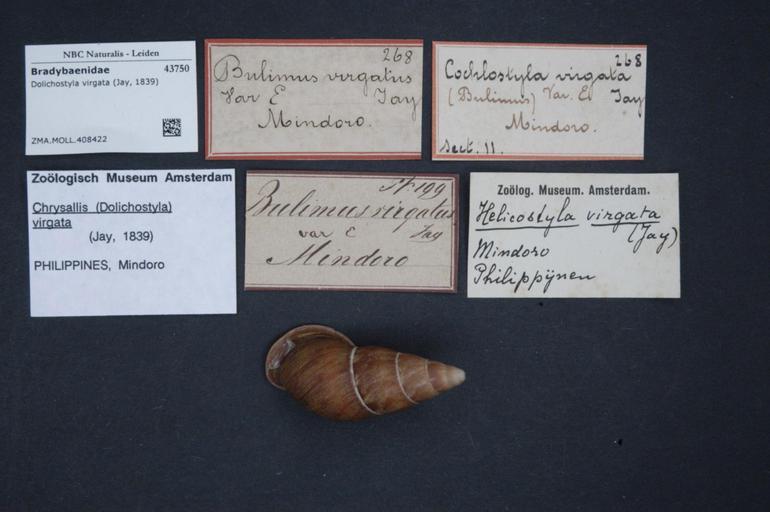 NBC Naturalis - Leiden
Bradybaenidae 43750
Dolichostyla virgata (Jay, 1839)
ZMA.MOLL.408422
268
Bulimus virgatus
Var E Jay
Mindoro.
268
Cochlostyla virgata
(Bulimus) Var. E. Jay
Mindoro.
Sect. 11.
Zoölogisch Museum Amsterdam
Chrysallis (Dolichostyla)
virgata
(Jay, 1839)
PHILIPPINES, Mindoro
199
Bulimus virgatus
var E Jay
Mindoro
Zoölog. Museum. Amsterdam.
Helicostyla virgata
(Jay)
Mindoro
Philippijnen